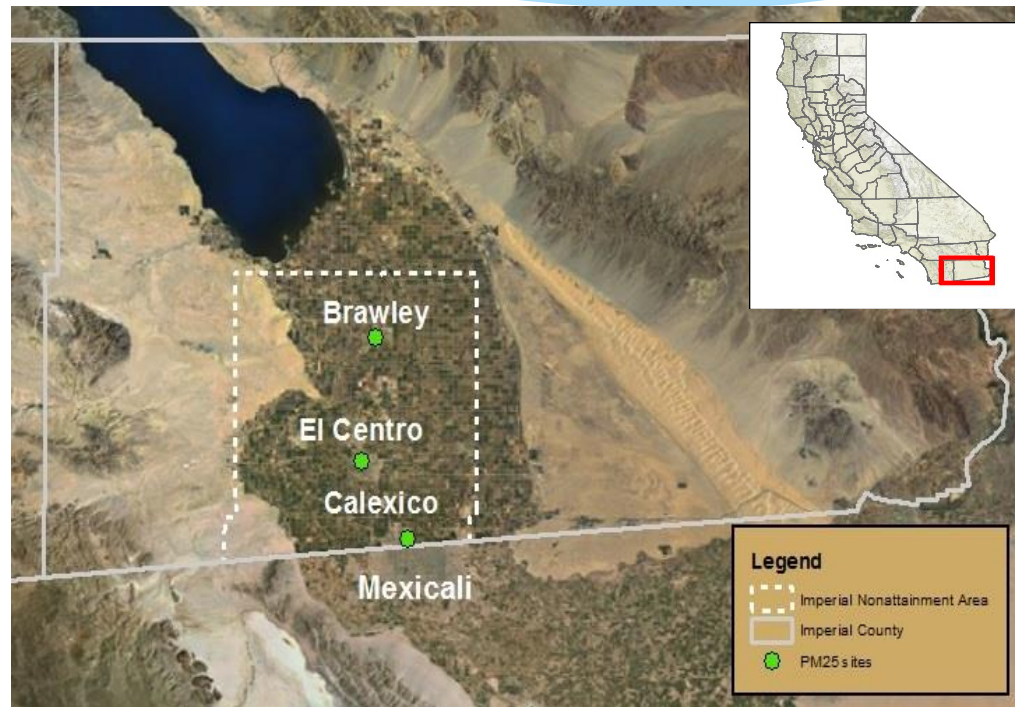 Brawley
El Centro
Calexico
Mexicali
Legend
Imperial Nonattainment Area
Imperial County
PM25 sites